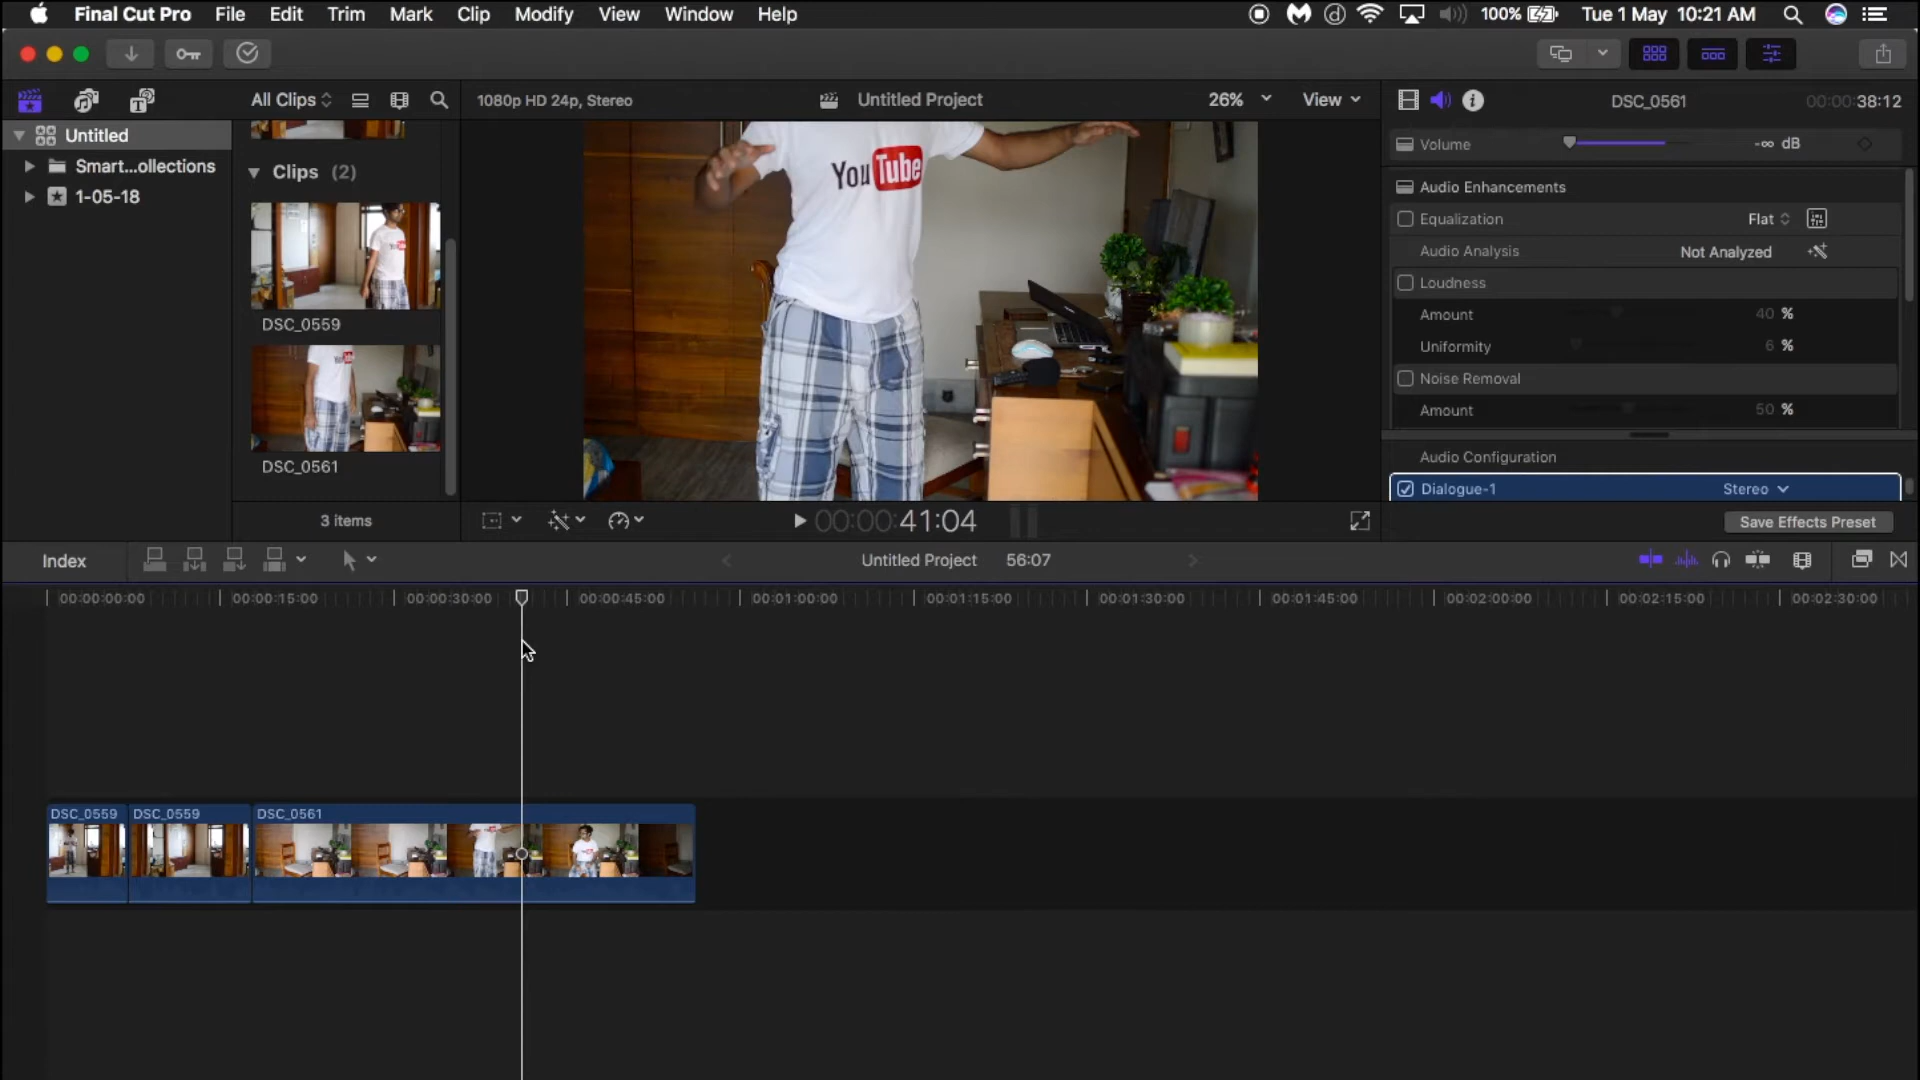 Final Cut Pro File Edit Trim Mark Clip Modify View Window Help 100% Tue 1 May 10:21 AM
All Clips 1080p HD 24p, Stereo Untitled Project 26% View DSC_0561 00:00:38:12
Untitled
Smart...ollections
1-05-18
Clips (2)
DSC_0559
DSC_0561
3 items
You Tube
00:00:41:04
Volume -∞ dB
Audio Enhancements
Equalization Flat
Audio Analysis Not Analyzed
Loudness
Amount 40 %
Uniformity 6 %
Noise Removal
Amount 50 %
Audio Configuration
Dialogue-1 Stereo
Save Effects Preset
Index Untitled Project 56:07
00:00:00:00 00:00:15:00 00:00:30:00 00:00:45:00 00:01:00:00 00:01:15:00 00:01:30:00 00:01:45:00 00:02:00:00 00:02:15:00 00:02:30:00
DSC_0559 DSC_0559 DSC_0561